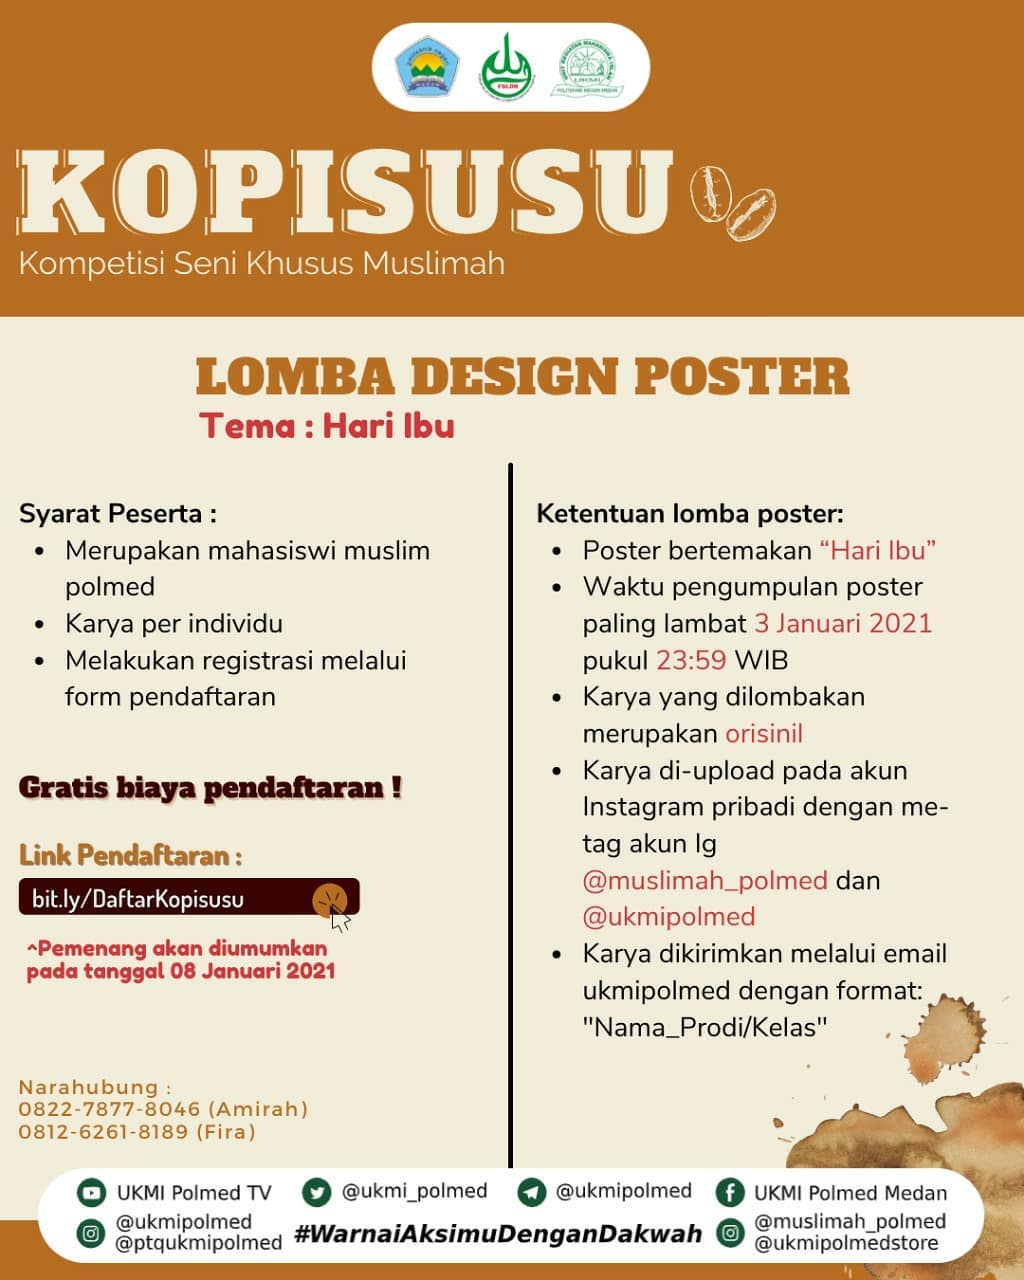 FSLDK
UKMI
POLITEKNIK NEGERI MEDAN
KOPISUSU
Kompetisi Seni Khusus Muslimah
LOMBA DESIGN POSTER
Tema : Hari Ibu
Syarat Peserta :
• Merupakan mahasiswi muslim
polmed
• Karya per individu
• Melakukan registrasi melalui
form pendaftaran
Gratis biaya pendaftaran !
Link Pendaftaran :
bit.ly/DaftarKopisusu
^Pemenang akan diumumkan
pada tanggal 08 Januari 2021
Narahubung :
0822-7877-8046 (Amirah)
0812-6261-8189 (Fira)
Ketentuan lomba poster:
• Poster bertemakan “Hari Ibu”
• Waktu pengumpulan poster
paling lambat 3 Januari 2021
pukul 23:59 WIB
• Karya yang dilombakan
merupakan orisinil
• Karya di-upload pada akun
Instagram pribadi dengan me-
tag akun Ig
@muslimah_polmed dan
@ukmipolmed
• Karya dikirimkan melalui email
ukmipolmed dengan format:
"Nama_Prodi/Kelas"
UKMI Polmed TV
@ukmi_polmed
@ukmipolmed
UKMI Polmed Medan
@ukmipolmed
@ptqukmipolmed
#WarnaiAksimuDenganDakwah
@muslimah_polmed
@ukmipolmedstore